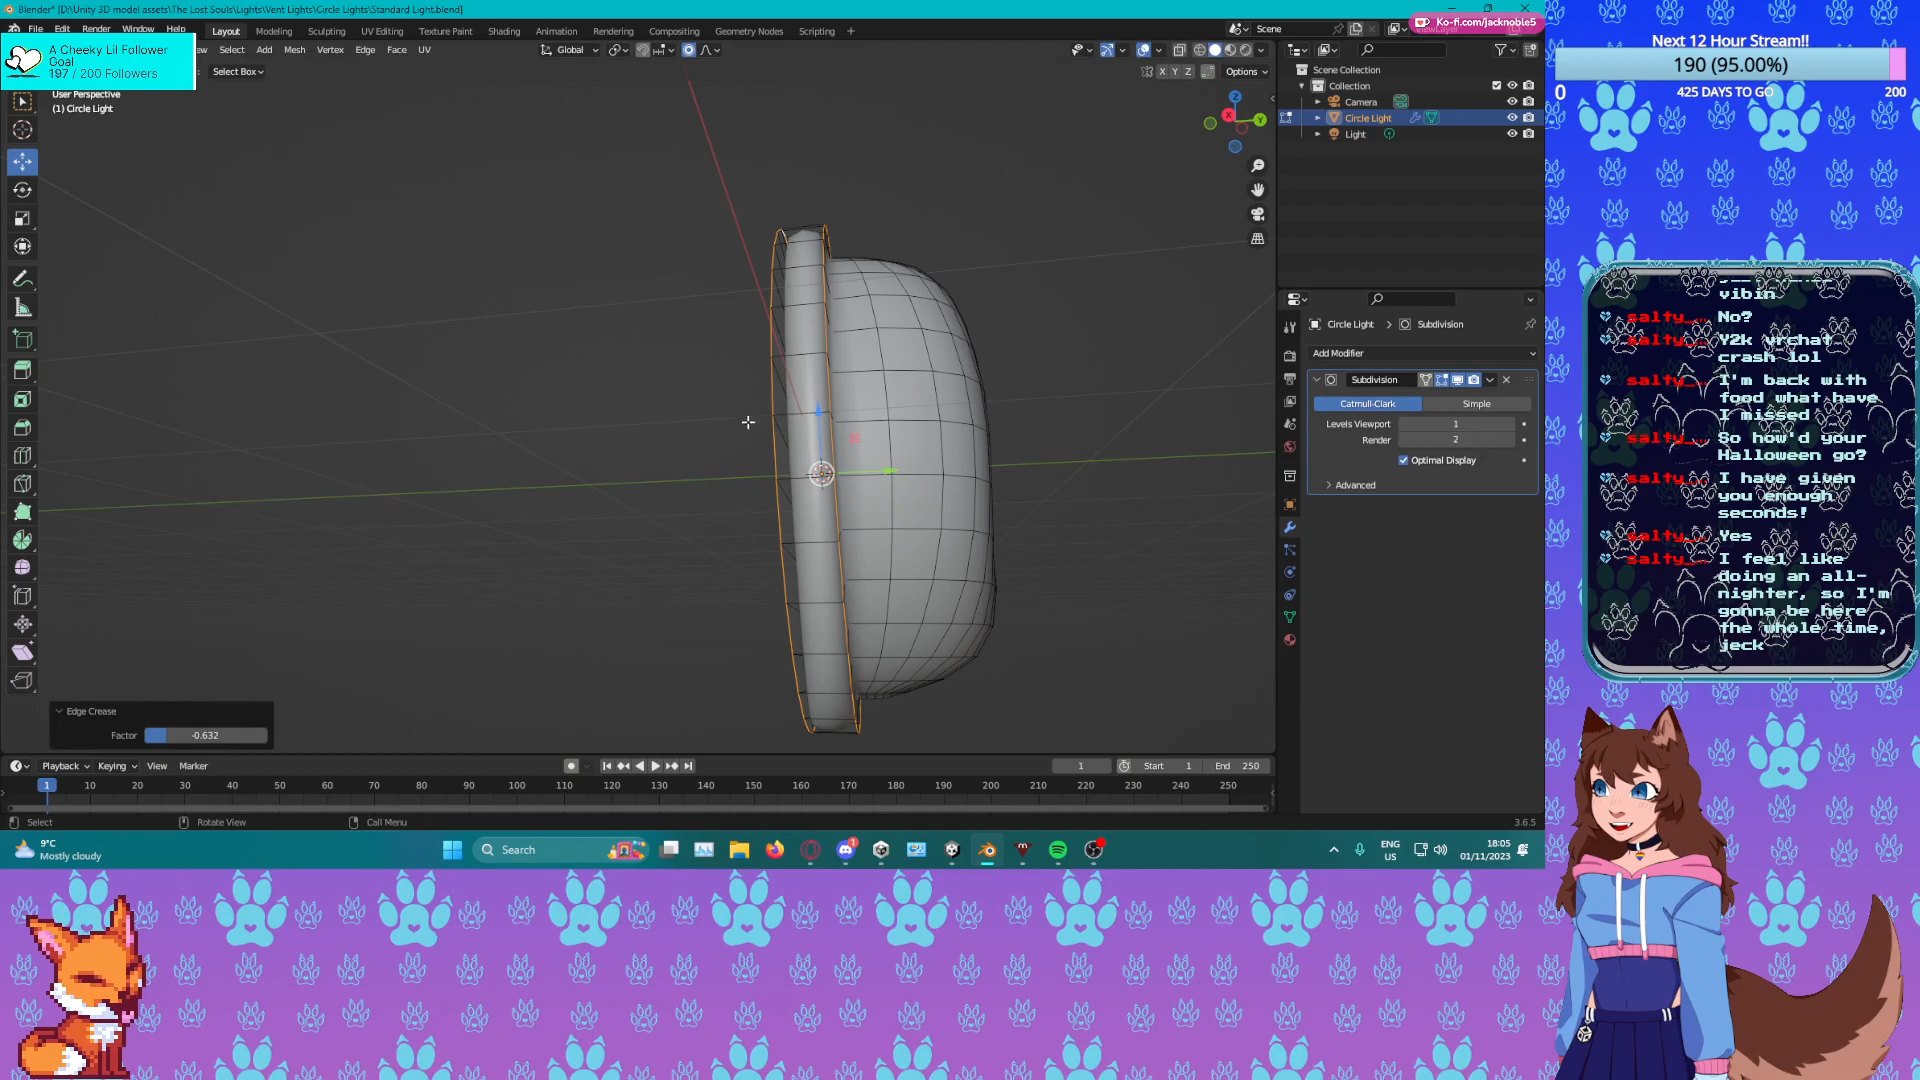 Blender* [D:\Unity 3D model assets\The Lost Souls\Lights\Vent Lights\Circle Lights\Standard Light.blend]
File Edit Render Window Help Layout Modeling Sculpting UV Editing Texture Paint Shading Animation Rendering Compositing Geometry Nodes Scripting
Scene
Ko-fi.com/jacknoble5
A Cheeky Lil Follower
Goal
197 / 200 Followers
Select Add Mesh Vertex Edge Face UV
Global
Select Box
X Y Z
Options
User Perspective
(1) Circle Light
Scene Collection
Collection
Camera
Circle Light
Light
Circle Light > Subdivision
Add Modifier
Subdivision
Catmull-Clark Simple
Levels Viewport 1
Render 2
Optimal Display
Advanced
Edge Crease
Factor -0.632
Playback Keying View Marker
1 Start 1 End 250
1 10 20 30 40 50 60 70 80 90 100 110 120 130 140 150 160 170 180 190 200 210 220 230 240 250
Select Rotate View Call Menu 3.6.5
9°C
Mostly cloudy
Search
ENG
US
18:05
01/11/2023
Next 12 Hour Stream!!
190 (95.00%)
0 425 DAYS TO GO 200
vibin
salty_... No?
salty_... Y2k vrchat
crash lol
salty_... I'm back with
food what have
I missed
salty_... So how'd your
Halloween go?
salty_... I have given
you enough
seconds!
salty_... Yes
salty_... I feel like
doing an all-
nighter, so I'm
gonna be here
the whole time,
jeck